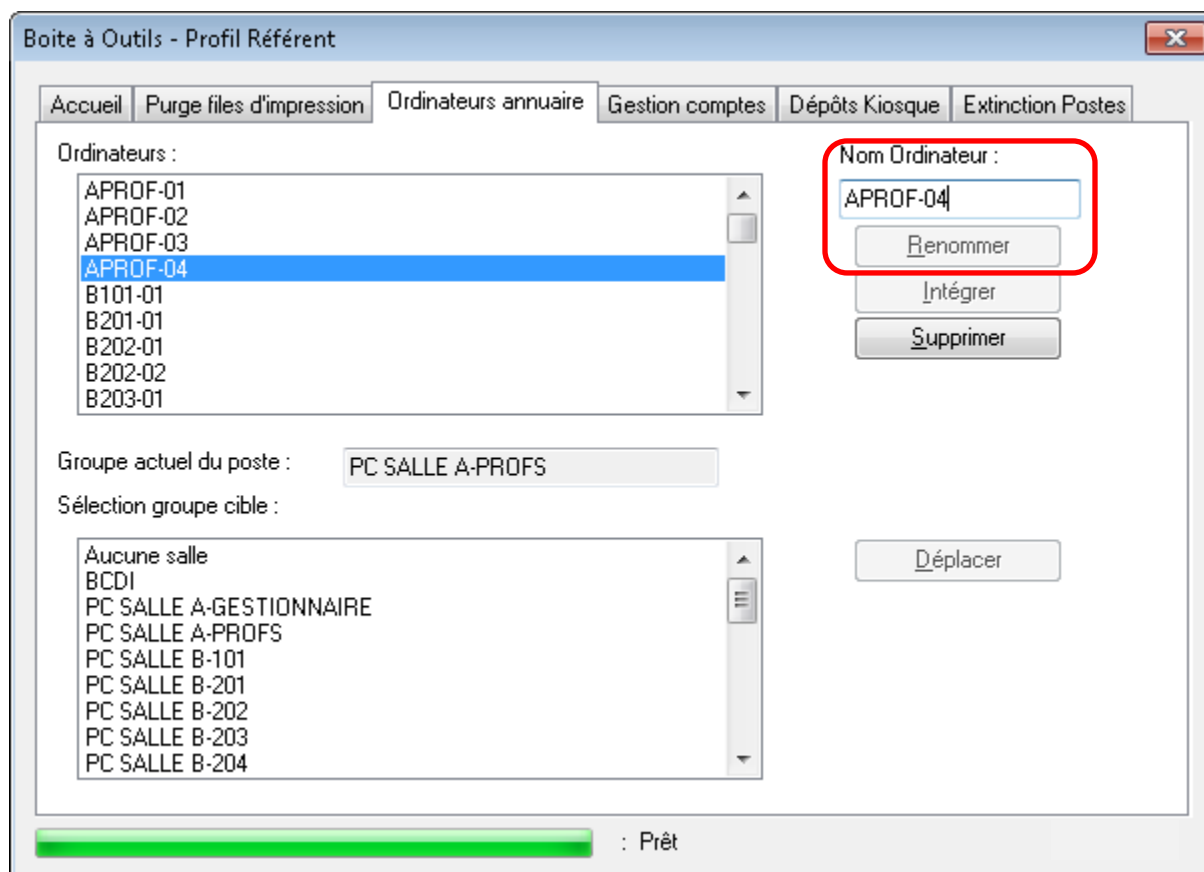 Boite à Outils - Profil Référent
Accueil Purge files d'impression Ordinateurs annuaire Gestion comptes Dépôts Kiosque Extinction Postes
Ordinateurs :
APROF-01
APROF-02
APROF-03
APROF-04
B101-01
B201-01
B202-01
B202-02
B203-01
Nom Ordinateur :
APROF-04
Renommer
Intégrer
Supprimer
Groupe actuel du poste : PC SALLE A-PROFS
Sélection groupe cible :
Aucune salle
BCDI
PC SALLE A-GESTIONNAIRE
PC SALLE A-PROFS
PC SALLE B-101
PC SALLE B-201
PC SALLE B-202
PC SALLE B-203
PC SALLE B-204
Déplacer
: Prêt